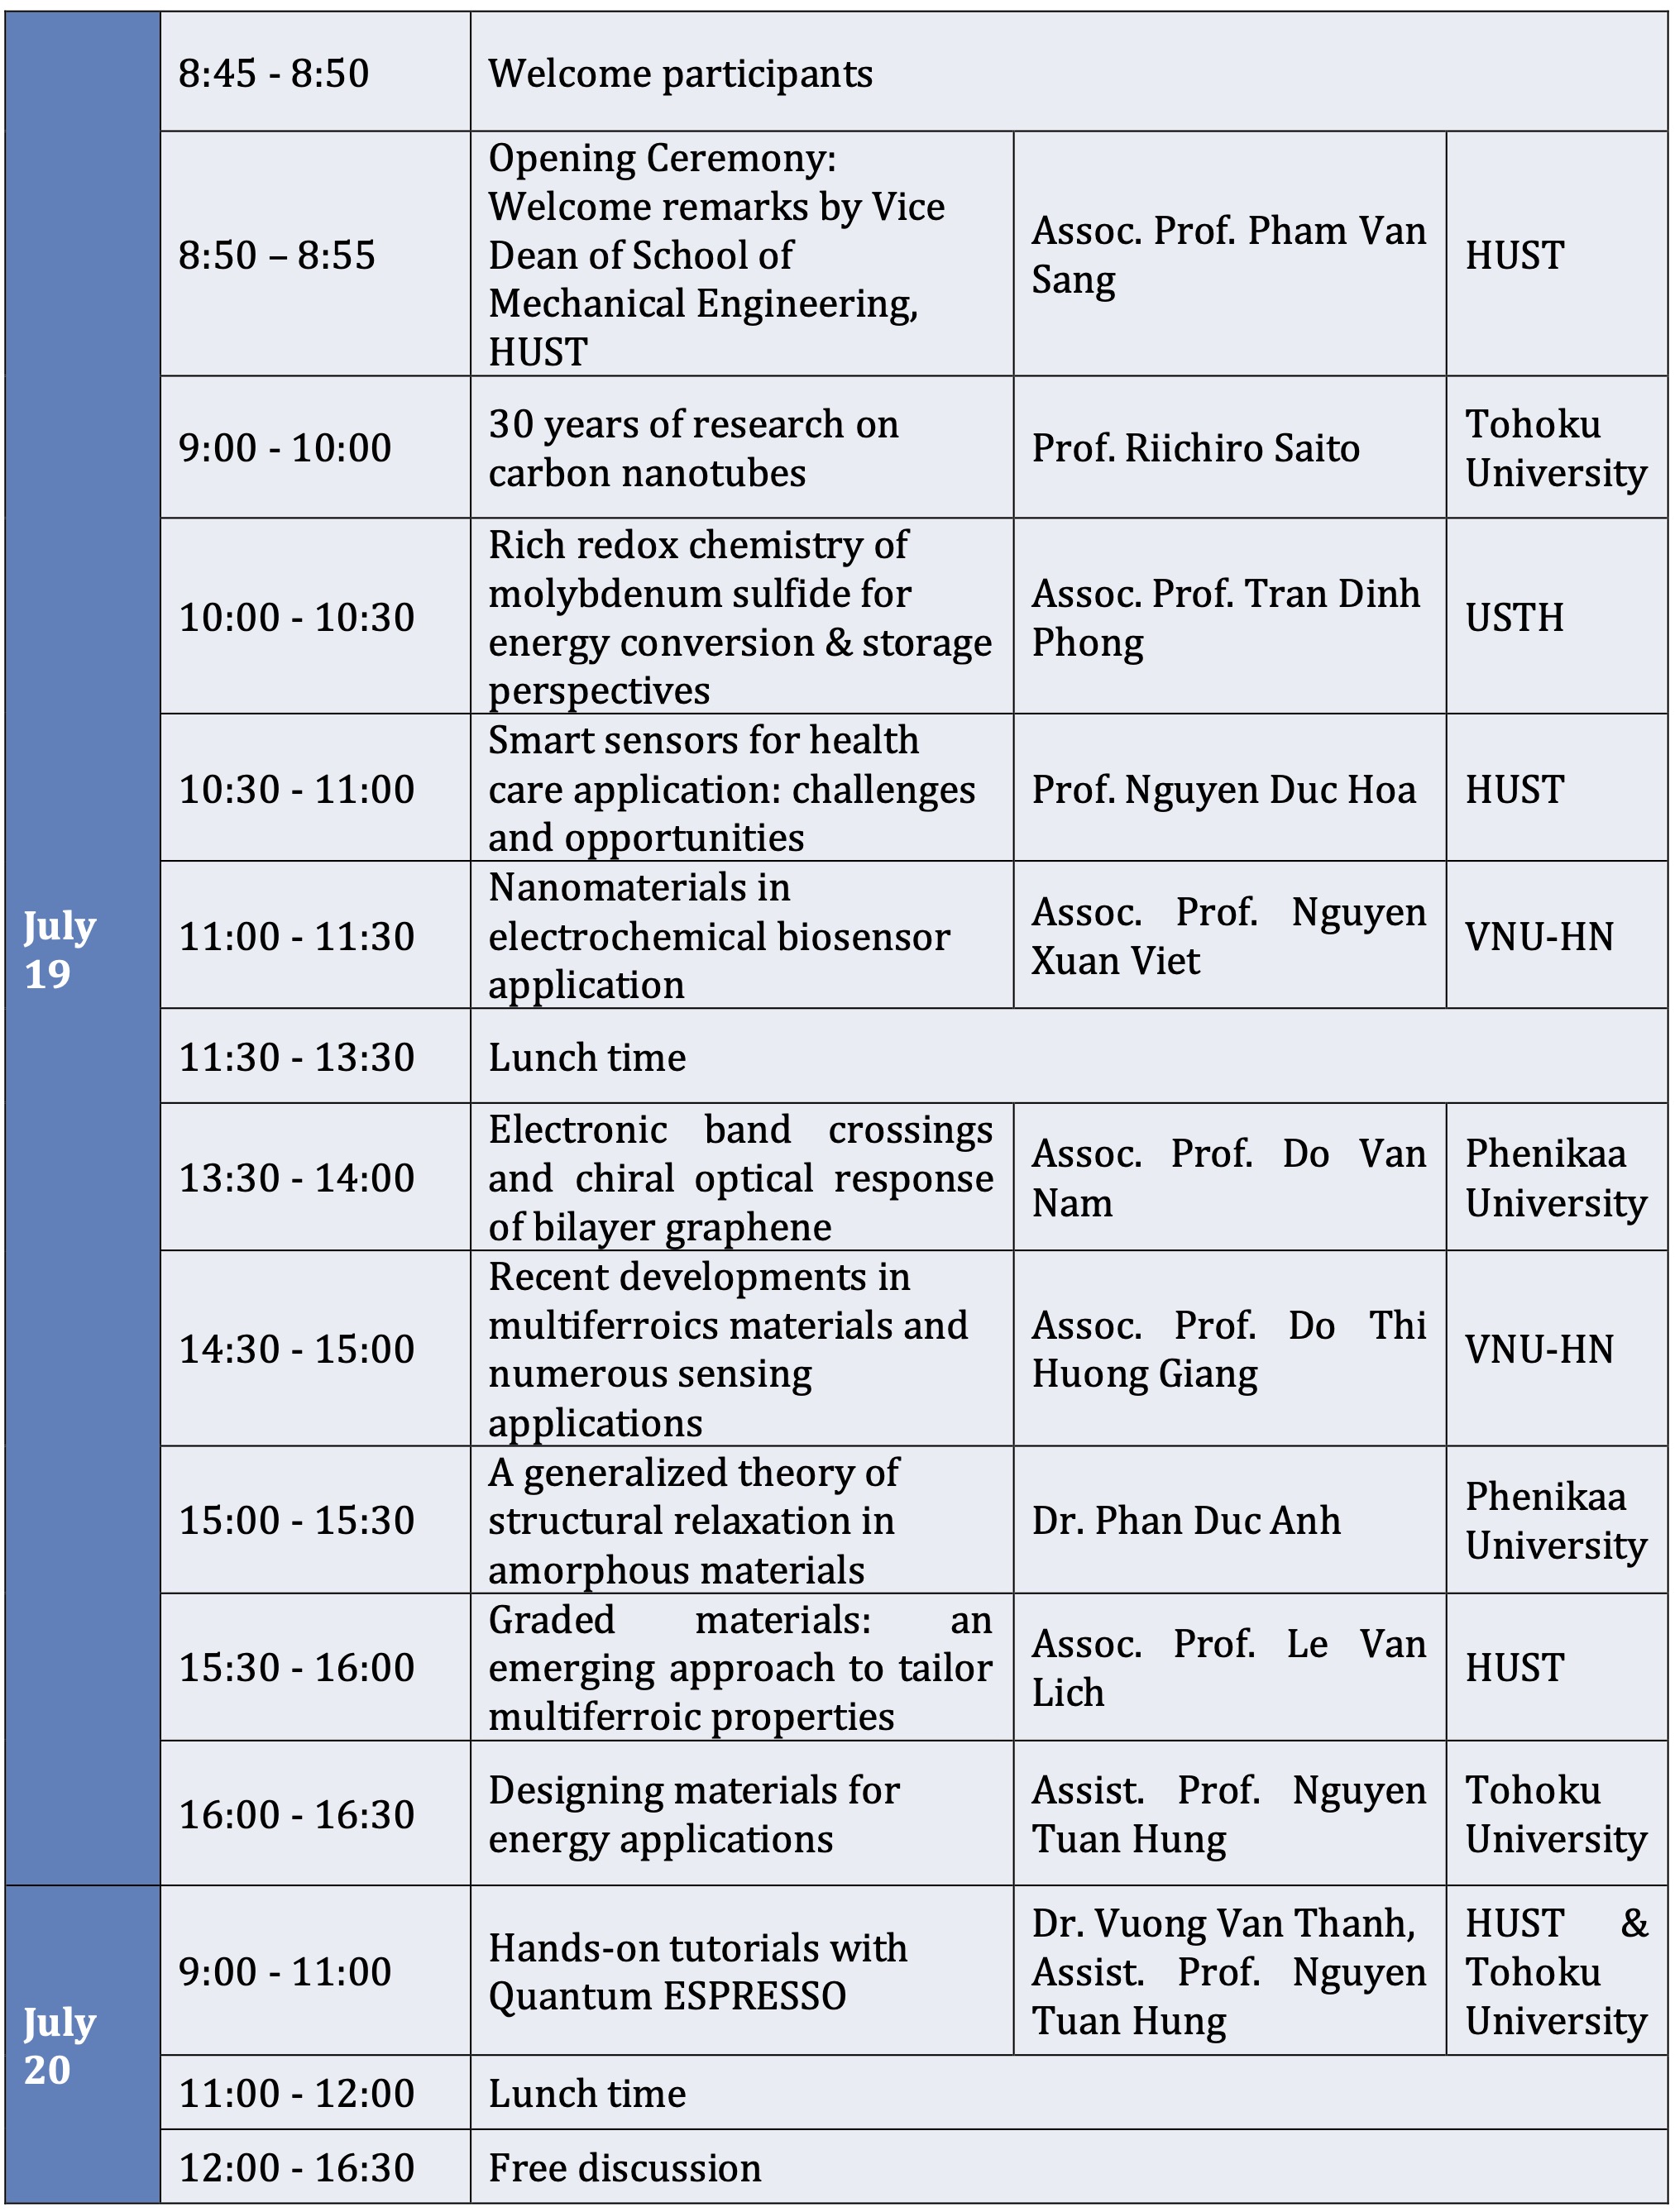 July
19
8:45 - 8:50
Welcome participants
8:50 – 8:55
Opening Ceremony:
Welcome remarks by Vice
Dean of School of
Mechanical Engineering,
HUST
Assoc. Prof. Pham Van
Sang
HUST
9:00 - 10:00
30 years of research on
carbon nanotubes
Prof. Riichiro Saito
Tohoku
University
10:00 - 10:30
Rich redox chemistry of
molybdenum sulfide for
energy conversion & storage
perspectives
Assoc. Prof. Tran Dinh
Phong
USTH
10:30 - 11:00
Smart sensors for health
care application: challenges
and opportunities
Prof. Nguyen Duc Hoa
HUST
11:00 - 11:30
Nanomaterials in
electrochemical biosensor
application
Assoc. Prof. Nguyen
Xuan Viet
VNU-HN
11:30 - 13:30
Lunch time
13:30 - 14:00
Electronic band crossings
and chiral optical response
of bilayer graphene
Assoc. Prof. Do Van
Nam
Phenikaa
University
14:30 - 15:00
Recent developments in
multiferroics materials and
numerous sensing
applications
Assoc. Prof. Do Thi
Huong Giang
VNU-HN
15:00 - 15:30
A generalized theory of
structural relaxation in
amorphous materials
Dr. Phan Duc Anh
Phenikaa
University
15:30 - 16:00
Graded materials: an
emerging approach to tailor
multiferroic properties
Assoc. Prof. Le Van
Lich
HUST
16:00 - 16:30
Designing materials for
energy applications
Assist. Prof. Nguyen
Tuan Hung
Tohoku
University
July
20
9:00 - 11:00
Hands-on tutorials with
Quantum ESPRESSO
Dr. Vuong Van Thanh,
Assist. Prof. Nguyen
Tuan Hung
HUST &
Tohoku
University
11:00 - 12:00
Lunch time
12:00 - 16:30
Free discussion